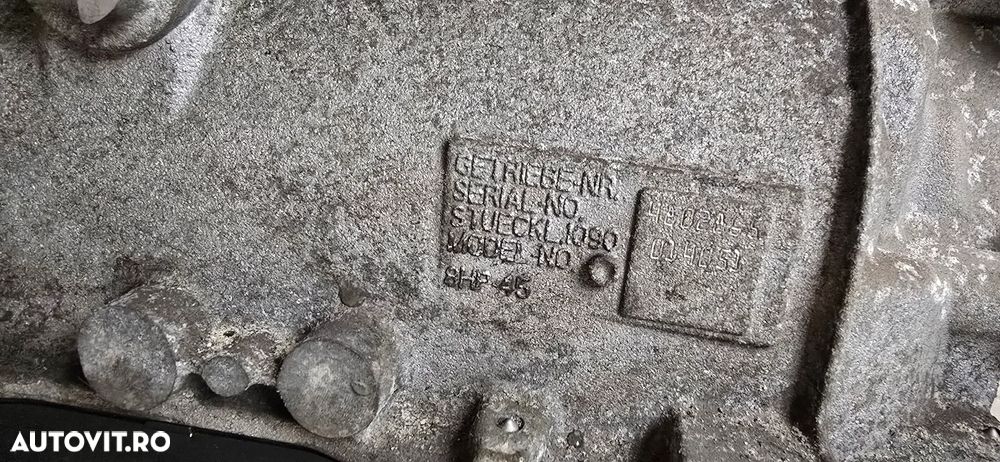 GETRIEBE-NR.
SERIAL-NO.
STUECKL.1090
MODEL-NO.
8HP 45
AUTOVIT.RO